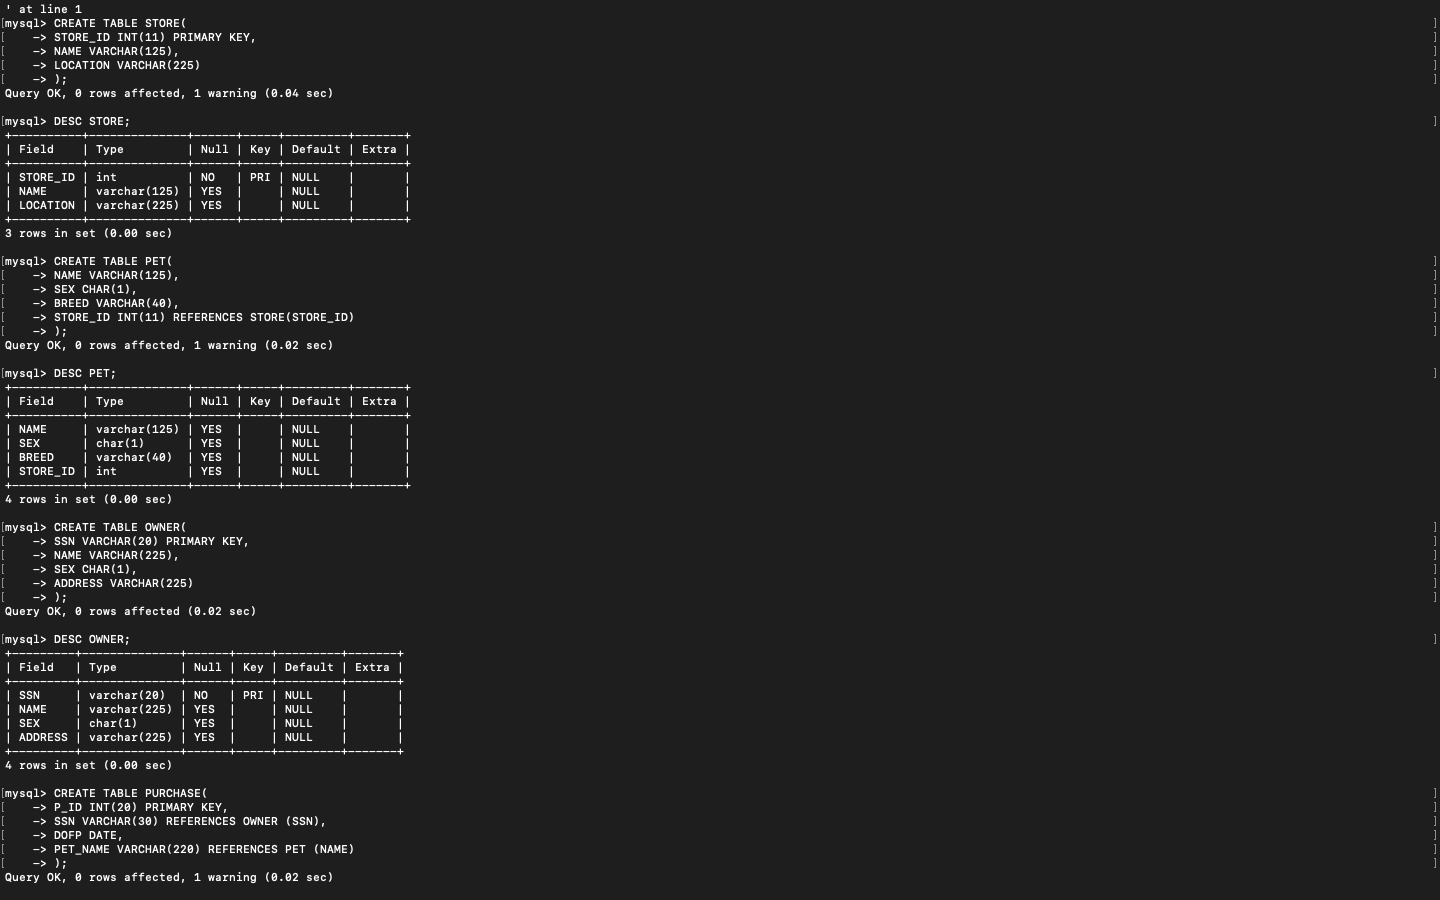 ' at line 1
[mysql> CREATE TABLE STORE( ]
[    -> STORE_ID INT(11) PRIMARY KEY, ]
[    -> NAME VARCHAR(125), ]
[    -> LOCATION VARCHAR(225) ]
[    -> ); ]
Query OK, 0 rows affected, 1 warning (0.04 sec)
[mysql> DESC STORE; ]
+----------+--------------+------+-----+---------+-------+
| Field    | Type         | Null | Key | Default | Extra |
+----------+--------------+------+-----+---------+-------+
| STORE_ID | int          | NO   | PRI | NULL    |       |
| NAME     | varchar(125) | YES  |     | NULL    |       |
| LOCATION | varchar(225) | YES  |     | NULL    |       |
+----------+--------------+------+-----+---------+-------+
3 rows in set (0.00 sec)
[mysql> CREATE TABLE PET( ]
[    -> NAME VARCHAR(125), ]
[    -> SEX CHAR(1), ]
[    -> BREED VARCHAR(40), ]
[    -> STORE_ID INT(11) REFERENCES STORE(STORE_ID) ]
[    -> ); ]
Query OK, 0 rows affected, 1 warning (0.02 sec)
[mysql> DESC PET; ]
+----------+--------------+------+-----+---------+-------+
| Field    | Type         | Null | Key | Default | Extra |
+----------+--------------+------+-----+---------+-------+
| NAME     | varchar(125) | YES  |     | NULL    |       |
| SEX      | char(1)      | YES  |     | NULL    |       |
| BREED    | varchar(40)  | YES  |     | NULL    |       |
| STORE_ID | int          | YES  |     | NULL    |       |
+----------+--------------+------+-----+---------+-------+
4 rows in set (0.00 sec)
[mysql> CREATE TABLE OWNER( ]
[    -> SSN VARCHAR(20) PRIMARY KEY, ]
[    -> NAME VARCHAR(225), ]
[    -> SEX CHAR(1), ]
[    -> ADDRESS VARCHAR(225) ]
[    -> ); ]
Query OK, 0 rows affected (0.02 sec)
[mysql> DESC OWNER; ]
+---------+--------------+------+-----+---------+-------+
| Field   | Type         | Null | Key | Default | Extra |
+---------+--------------+------+-----+---------+-------+
| SSN     | varchar(20)  | NO   | PRI | NULL    |       |
| NAME    | varchar(225) | YES  |     | NULL    |       |
| SEX     | char(1)      | YES  |     | NULL    |       |
| ADDRESS | varchar(225) | YES  |     | NULL    |       |
+---------+--------------+------+-----+---------+-------+
4 rows in set (0.00 sec)
[mysql> CREATE TABLE PURCHASE( ]
[    -> P_ID INT(20) PRIMARY KEY, ]
[    -> SSN VARCHAR(30) REFERENCES OWNER (SSN), ]
[    -> DOFP DATE, ]
[    -> PET_NAME VARCHAR(220) REFERENCES PET (NAME) ]
[    -> ); ]
Query OK, 0 rows affected, 1 warning (0.02 sec)